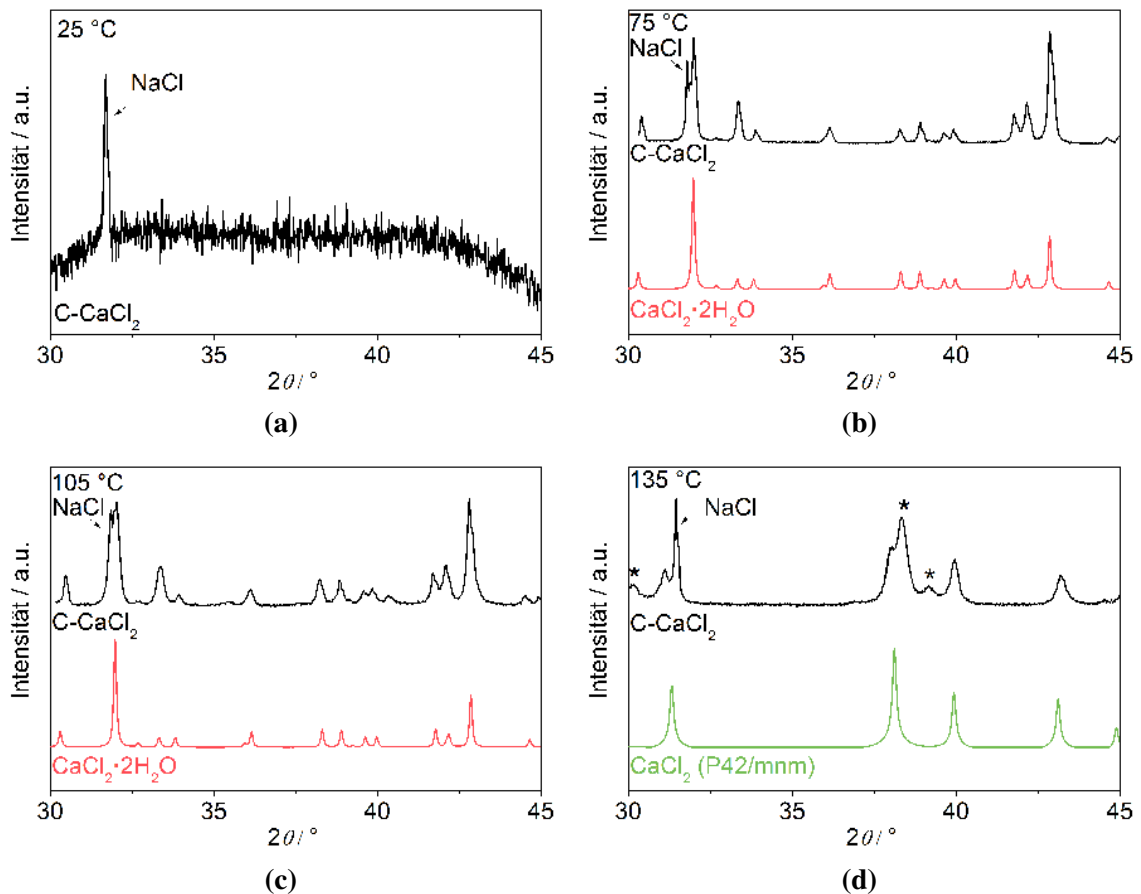 25 °C
NaCl
Intensität / a.u.
C-CaCl₂
30 35 40 45
2θ / °
(a)
75 °C
NaCl
Intensität / a.u.
C-CaCl₂
CaCl₂·2H₂O
30 35 40 45
2θ / °
(b)
105 °C
NaCl
Intensität / a.u.
C-CaCl₂
CaCl₂·2H₂O
30 35 40 45
2θ / °
(c)
135 °C
NaCl
*
*
*
Intensität / a.u.
C-CaCl₂
CaCl₂ (P42/mnm)
30 35 40 45
2θ / °
(d)